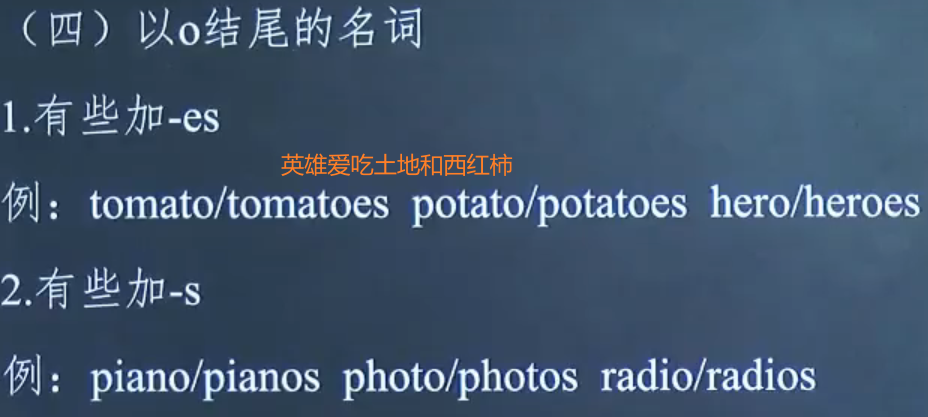 （四）以o结尾的名词
1.有些加-es
英雄爱吃土地和西红柿
例：tomato/tomatoes potato/potatoes hero/heroes
2.有些加-s
例：piano/pianos photo/photos radio/radios